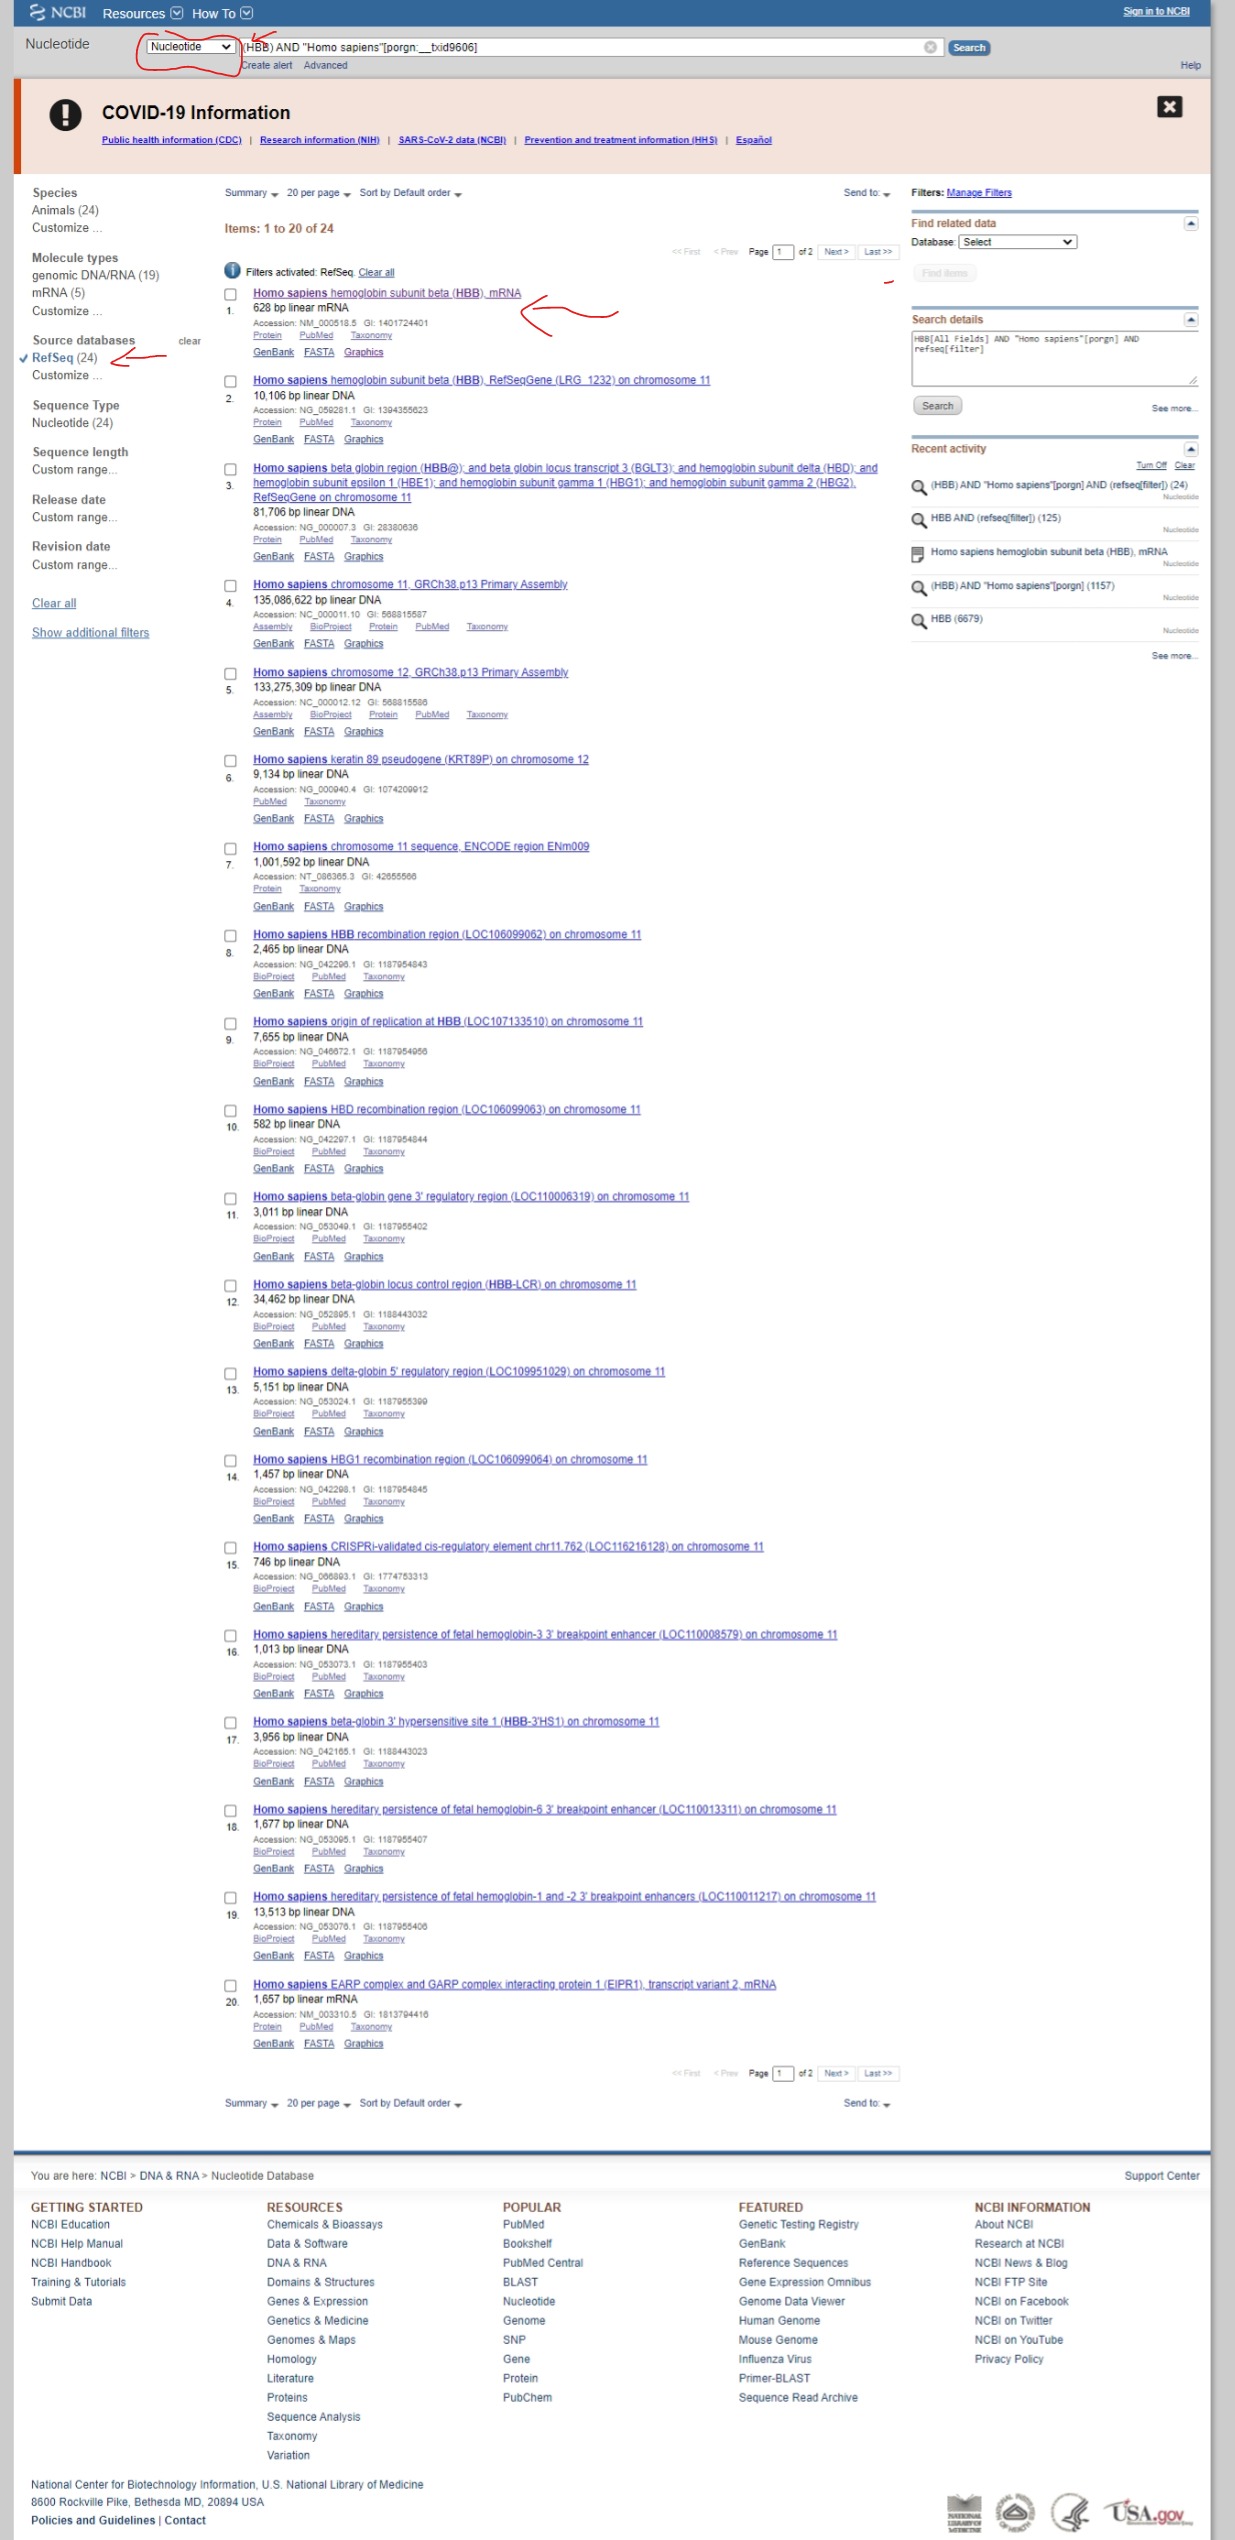 NCBI Resources How To Sign in to NCBI
Nucleotide Nucleotide (HBB) AND "Homo sapiens"[porgn:__txid9606] Search
Create alert Advanced Help
COVID-19 Information
Public health information (CDC) | Research information (NIH) | SARS-CoV-2 data (NCBI) | Prevention and treatment information (HHS) | Español
Species
Animals (24)
Customize ...
Molecule types
genomic DNA/RNA (19)
mRNA (5)
Customize ...
Source databases clear
RefSeq (24)
Customize ...
Sequence Type
Nucleotide (24)
Sequence length
Custom range...
Release date
Custom range...
Revision date
Custom range...
Clear all
Show additional filters
Summary 20 per page Sort by Default order Send to:
Items: 1 to 20 of 24
<< First < Prev Page 1 of 2 Next > Last >>
Filters activated: RefSeq. Clear all
Homo sapiens hemoglobin subunit beta (HBB), mRNA
1. 628 bp linear mRNA
Accession: NM_000518.5 GI: 1401724401
Protein PubMed Taxonomy
GenBank FASTA Graphics
Homo sapiens hemoglobin subunit beta (HBB), RefSeqGene (LRG_1232) on chromosome 11
2. 10,106 bp linear DNA
Accession: NG_059281.1 GI: 1394355623
Protein PubMed Taxonomy
GenBank FASTA Graphics
Homo sapiens beta globin region (HBB@); and beta globin locus transcript 3 (BGLT3); and hemoglobin subunit delta (HBD); and
3. hemoglobin subunit epsilon 1 (HBE1); and hemoglobin subunit gamma 1 (HBG1); and hemoglobin subunit gamma 2 (HBG2),
RefSeqGene on chromosome 11
81,706 bp linear DNA
Accession: NG_000007.3 GI: 28380636
Protein PubMed Taxonomy
GenBank FASTA Graphics
Homo sapiens chromosome 11, GRCh38.p13 Primary Assembly
4. 135,086,622 bp linear DNA
Accession: NC_000011.10 GI: 568815587
Assembly BioProject Protein PubMed Taxonomy
GenBank FASTA Graphics
Homo sapiens chromosome 12, GRCh38.p13 Primary Assembly
5. 133,275,309 bp linear DNA
Accession: NC_000012.12 GI: 568815586
Assembly BioProject Protein PubMed Taxonomy
GenBank FASTA Graphics
Homo sapiens keratin 89 pseudogene (KRT89P) on chromosome 12
6. 9,134 bp linear DNA
Accession: NG_000940.4 GI: 1074209912
PubMed Taxonomy
GenBank FASTA Graphics
Homo sapiens chromosome 11 sequence, ENCODE region ENm009
7. 1,001,592 bp linear DNA
Accession: NT_086365.3 GI: 42655566
Protein Taxonomy
GenBank FASTA Graphics
Homo sapiens HBB recombination region (LOC106099062) on chromosome 11
8. 2,465 bp linear DNA
Accession: NG_042296.1 GI: 1187954843
BioProject PubMed Taxonomy
GenBank FASTA Graphics
Homo sapiens origin of replication at HBB (LOC107133510) on chromosome 11
9. 7,655 bp linear DNA
Accession: NG_046672.1 GI: 1187954966
BioProject PubMed Taxonomy
GenBank FASTA Graphics
Homo sapiens HBD recombination region (LOC106099063) on chromosome 11
10. 582 bp linear DNA
Accession: NG_042297.1 GI: 1187954844
BioProject PubMed Taxonomy
GenBank FASTA Graphics
Homo sapiens beta-globin gene 3' regulatory region (LOC110006319) on chromosome 11
11. 3,011 bp linear DNA
Accession: NG_053049.1 GI: 1187955402
BioProject PubMed Taxonomy
GenBank FASTA Graphics
Homo sapiens beta-globin locus control region (HBB-LCR) on chromosome 11
12. 34,462 bp linear DNA
Accession: NG_052895.1 GI: 1188443032
BioProject PubMed Taxonomy
GenBank FASTA Graphics
Homo sapiens delta-globin 5' regulatory region (LOC109951029) on chromosome 11
13. 5,151 bp linear DNA
Accession: NG_053024.1 GI: 1187955399
BioProject PubMed Taxonomy
GenBank FASTA Graphics
Homo sapiens HBG1 recombination region (LOC106099064) on chromosome 11
14. 1,457 bp linear DNA
Accession: NG_042298.1 GI: 1187954845
BioProject PubMed Taxonomy
GenBank FASTA Graphics
Homo sapiens CRISPRi-validated cis-regulatory element chr11.762 (LOC116216128) on chromosome 11
15. 746 bp linear DNA
Accession: NG_066893.1 GI: 1774753313
BioProject PubMed Taxonomy
GenBank FASTA Graphics
Homo sapiens hereditary persistence of fetal hemoglobin-3 3' breakpoint enhancer (LOC110008579) on chromosome 11
16. 1,013 bp linear DNA
Accession: NG_053073.1 GI: 1187955403
BioProject PubMed Taxonomy
GenBank FASTA Graphics
Homo sapiens beta-globin 3' hypersensitive site 1 (HBB-3'HS1) on chromosome 11
17. 3,956 bp linear DNA
Accession: NG_042165.1 GI: 1188443023
BioProject PubMed Taxonomy
GenBank FASTA Graphics
Homo sapiens hereditary persistence of fetal hemoglobin-6 3' breakpoint enhancer (LOC110013311) on chromosome 11
18. 1,677 bp linear DNA
Accession: NG_053095.1 GI: 1187955407
BioProject PubMed Taxonomy
GenBank FASTA Graphics
Homo sapiens hereditary persistence of fetal hemoglobin-1 and -2 3' breakpoint enhancers (LOC110011217) on chromosome 11
19. 13,513 bp linear DNA
Accession: NG_053076.1 GI: 1187955406
BioProject PubMed Taxonomy
GenBank FASTA Graphics
Homo sapiens EARP complex and GARP complex interacting protein 1 (EIPR1), transcript variant 2, mRNA
20. 1,657 bp linear mRNA
Accession: NM_003310.5 GI: 1813794416
Protein PubMed Taxonomy
GenBank FASTA Graphics
<< First < Prev Page 1 of 2 Next > Last >>
Summary 20 per page Sort by Default order Send to:
Filters: Manage Filters
Find related data
Database: Select
Find items
Search details
HBB[All Fields] AND "Homo sapiens"[porgn] AND
refseq[filter]
Search See more...
Recent activity
Turn Off Clear
(HBB) AND "Homo sapiens"[porgn] AND (refseq[filter]) (24)
Nucleotide
HBB AND (refseq[filter]) (125)
Nucleotide
Homo sapiens hemoglobin subunit beta (HBB), mRNA
Nucleotide
(HBB) AND "Homo sapiens"[porgn] (1157)
Nucleotide
HBB (6679)
Nucleotide
See more...
You are here: NCBI > DNA & RNA > Nucleotide Database Support Center
GETTING STARTED
NCBI Education
NCBI Help Manual
NCBI Handbook
Training & Tutorials
Submit Data
RESOURCES
Chemicals & Bioassays
Data & Software
DNA & RNA
Domains & Structures
Genes & Expression
Genetics & Medicine
Genomes & Maps
Homology
Literature
Proteins
Sequence Analysis
Taxonomy
Variation
POPULAR
PubMed
Bookshelf
PubMed Central
BLAST
Nucleotide
Genome
SNP
Gene
Protein
PubChem
FEATURED
Genetic Testing Registry
GenBank
Reference Sequences
Gene Expression Omnibus
Genome Data Viewer
Human Genome
Mouse Genome
Influenza Virus
Primer-BLAST
Sequence Read Archive
NCBI INFORMATION
About NCBI
Research at NCBI
NCBI News & Blog
NCBI FTP Site
NCBI on Facebook
NCBI on Twitter
NCBI on YouTube
Privacy Policy
National Center for Biotechnology Information, U.S. National Library of Medicine
8600 Rockville Pike, Bethesda MD, 20894 USA
Policies and Guidelines | Contact
NATIONAL
LIBRARY OF
MEDICINE
USA.gov